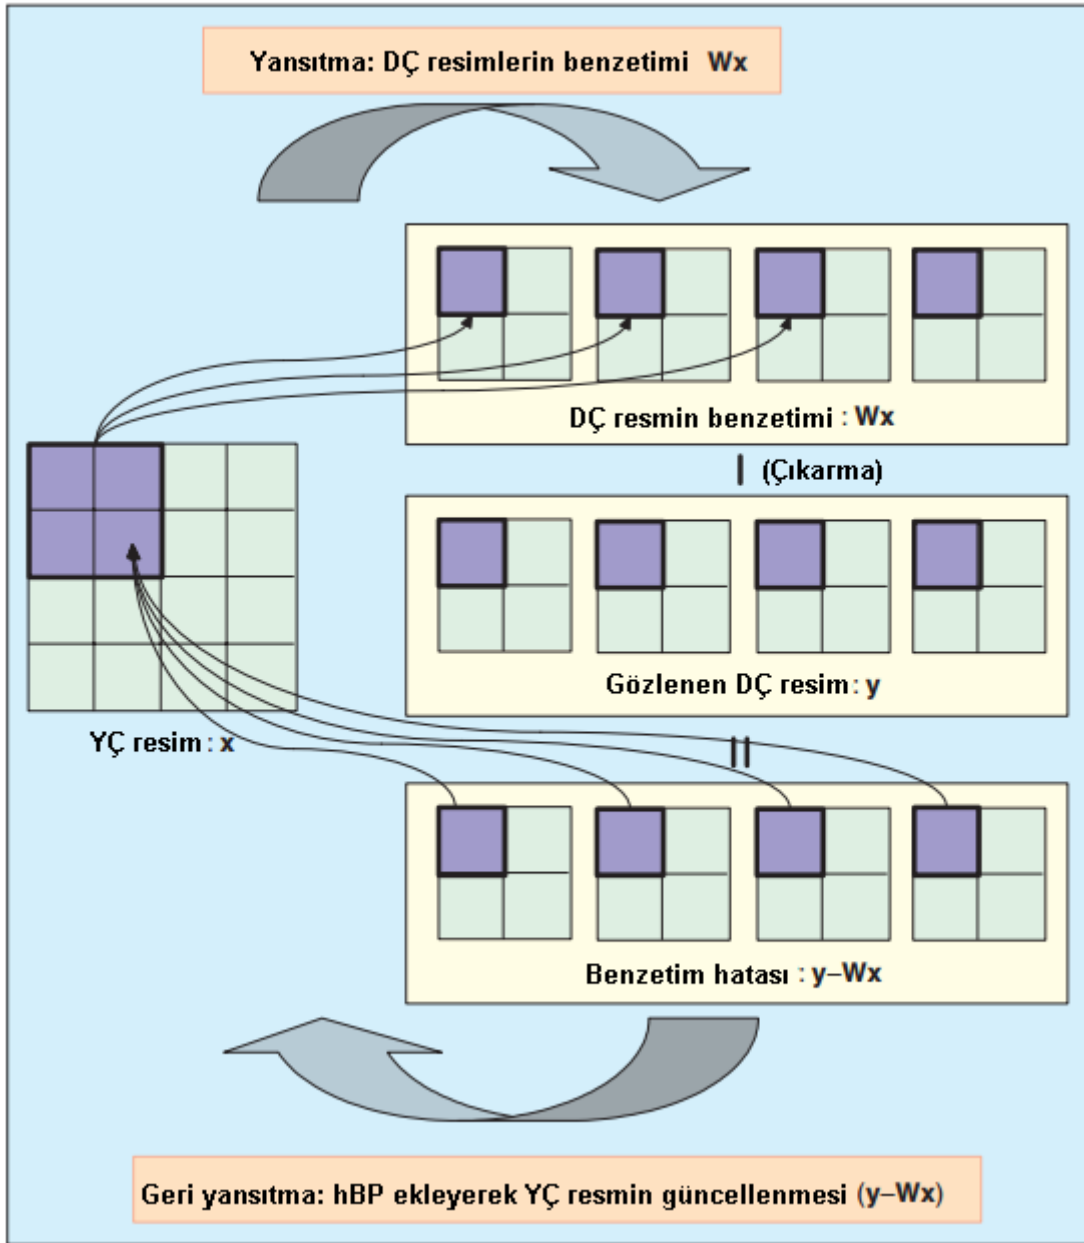 Yansıtma: DÇ resimlerin benzetimi Wx
DÇ resmin benzetimi : Wx
(Çıkarma)
Gözlenen DÇ resim : y
YÇ resim : x
Benzetim hatası : y–Wx
Geri yansıtma: hBP ekleyerek YÇ resmin güncellenmesi (y–Wx)